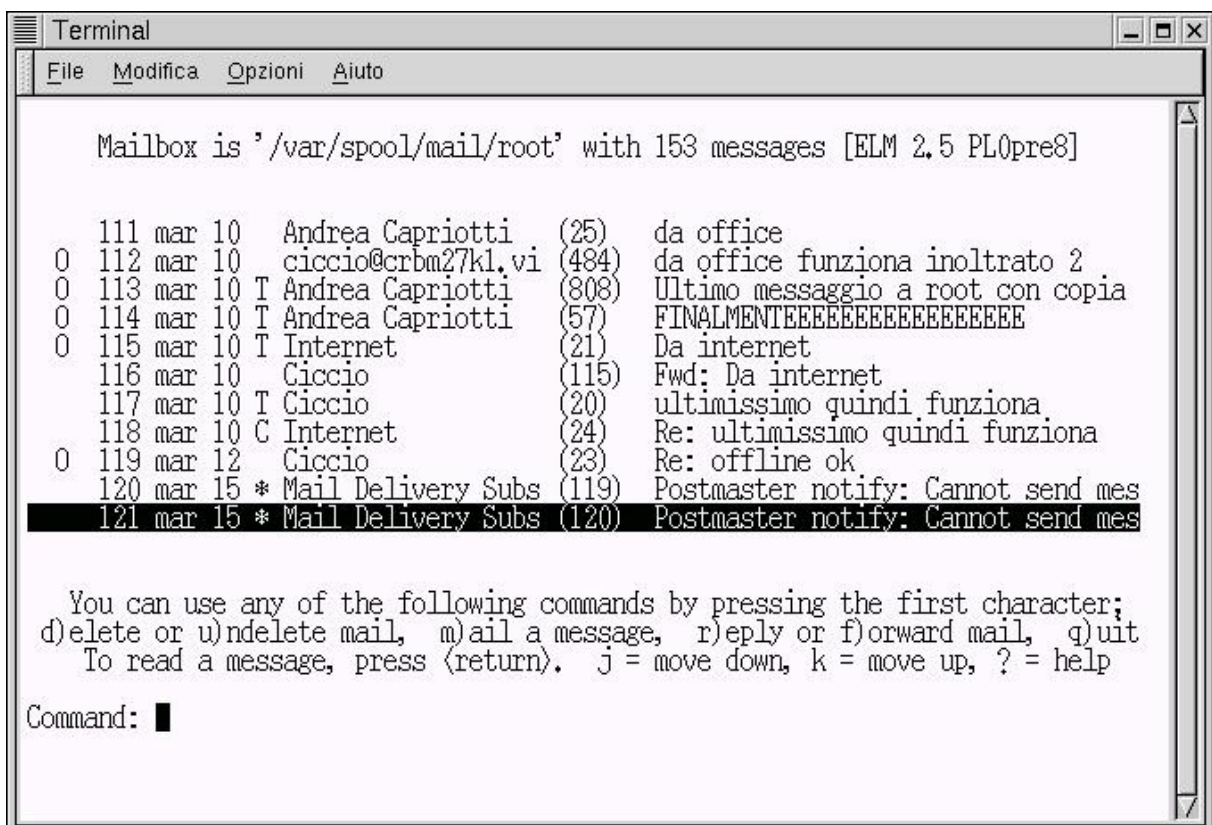 Terminal
File Modifica Opzioni Aiuto
Mailbox is '/var/spool/mail/root' with 153 messages [ELM 2.5 PL0pre8]
111 mar 10 Andrea Capriotti (25) da office
O 112 mar 10 ciccio@crbm27kl.vi (484) da office funziona inoltrato 2
O 113 mar 10 T Andrea Capriotti (808) Ultimo messaggio a root con copia
O 114 mar 10 T Andrea Capriotti (57) FINALMENTEEEEEEEEEEEEEEEEEE
O 115 mar 10 T Internet (21) Da internet
116 mar 10 Ciccio (115) Fwd: Da internet
117 mar 10 T Ciccio (20) ultimissimo quindi funziona
118 mar 10 C Internet (24) Re: ultimissimo quindi funziona
O 119 mar 12 Ciccio (23) Re: offline ok
120 mar 15 * Mail Delivery Subs (119) Postmaster notify: Cannot send mes
121 mar 15 * Mail Delivery Subs (120) Postmaster notify: Cannot send mes
You can use any of the following commands by pressing the first character;
d)elete or u)ndelete mail, m)ail a message, r)eply or f)orward mail, q)uit
To read a message, press <return>. j = move down, k = move up, ? = help
Command: